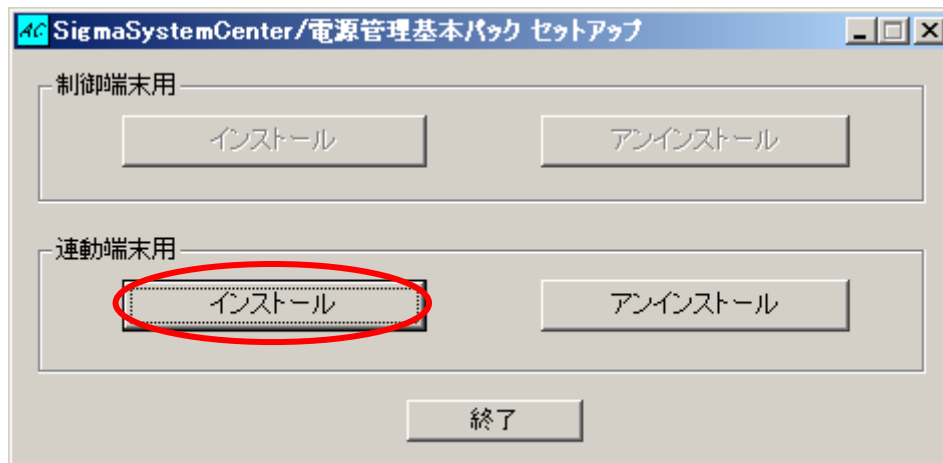 AC SigmaSystemCenter/電源管理基本パック セットアップ
制御端末用
インストール アンインストール
連動端末用
インストール アンインストール
終了